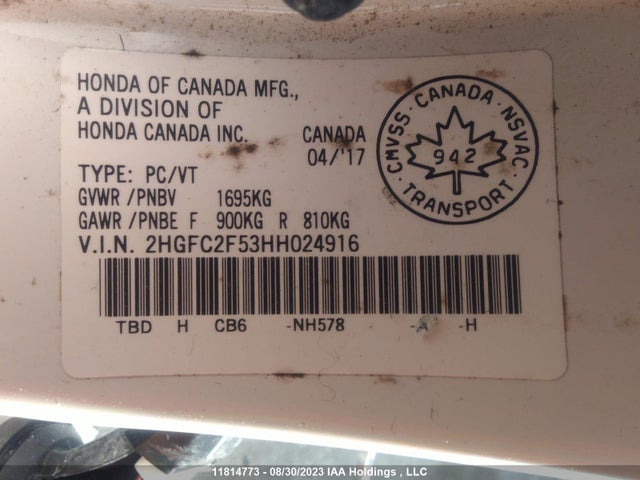 HONDA OF CANADA MFG.,
A DIVISION OF
HONDA CANADA INC. CANADA
04/'17
TYPE: PC/VT
GVWR /PNBV 1695KG
GAWR /PNBE F 900KG R 810KG
V.I.N. 2HGFC2F53HH024916
TBD H CB6 -NH578 -A -H
CMVSS · CANADA · NSVAC ·
942
TRANSPORT
11814773 - 08/30/2023 IAA Holdings , LLC